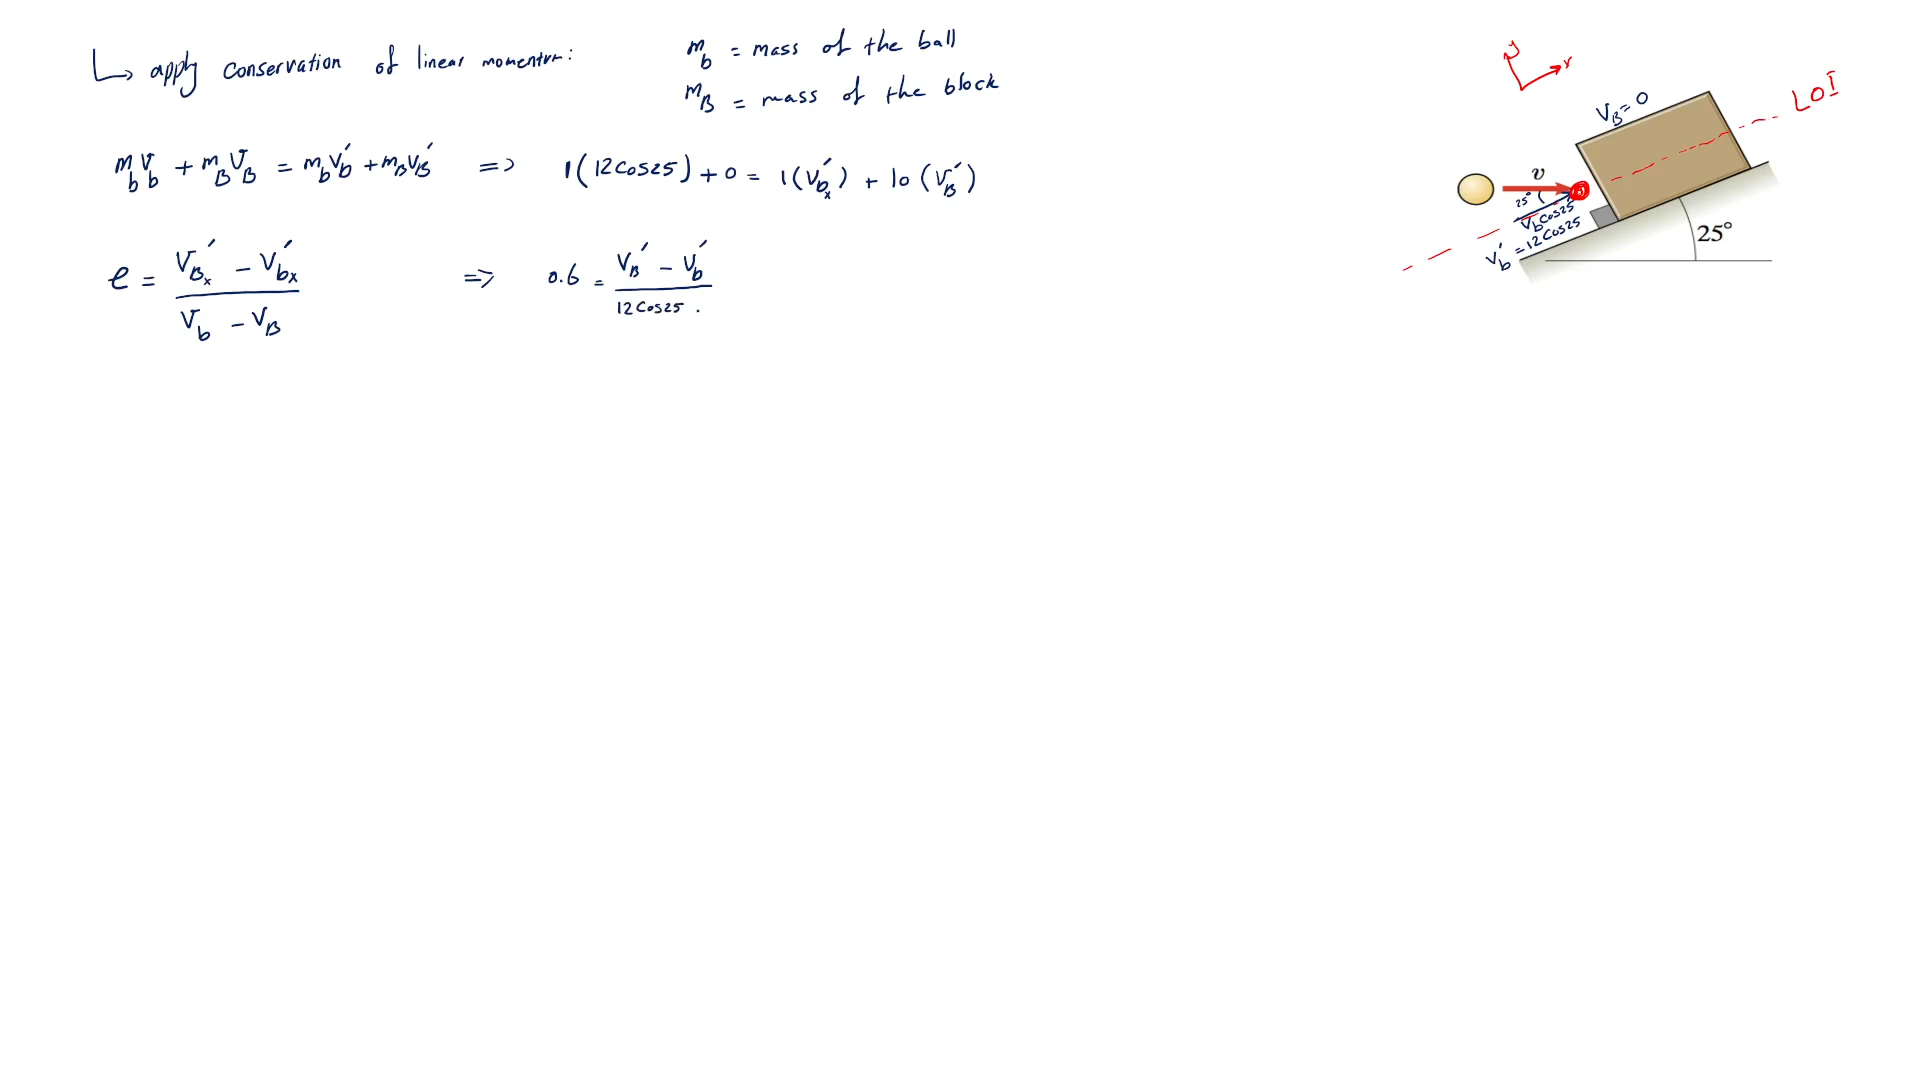 ↳ apply conservation of linear momentum:
m_b = mass of the ball
m_B = mass of the block
m_b V_b + m_B V_B = m_b V_b' + m_B V_B' => 1(12Cos25) + 0 = 1(V_bx') + 10(V_B')
e = (V_Bx' - V_bx') / (V_b - V_B) => 0.6 = (V_B' - V_b') / (12Cos25 .
y
x
LOI
V_B = 0
v
25°
V_b Cos25
V_b' = 12Cos25
25°